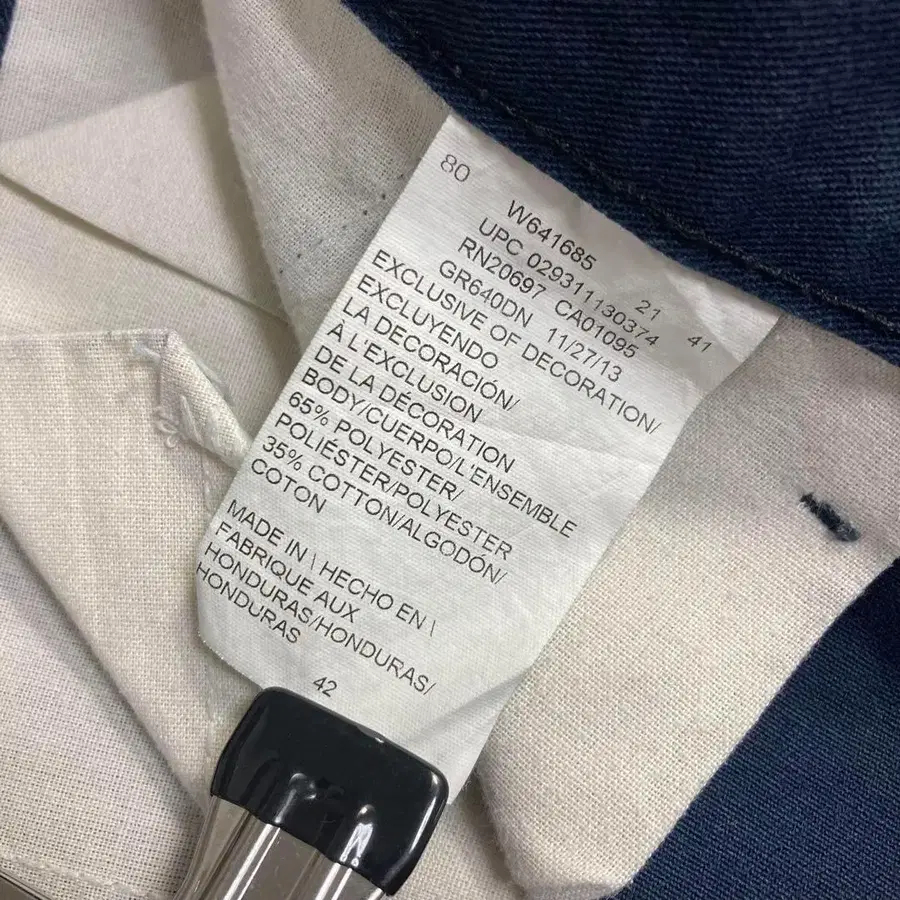 80
W641685
21
UPC 029311130374
41
RN20697 CA01095
GR640DN 11/27/13
EXCLUSIVE OF DECORATION/
EXCLUYENDO
LA DECORACIÓN/
À L'EXCLUSION
DE LA DÉCORATION
BODY/CUERPO/L'ENSEMBLE
65% POLYESTER/
POLIÉSTER/POLYESTER
35% COTTON/ALGODÓN/
COTON
MADE IN \ HECHO EN \
FABRIQUE AUX
HONDURAS/HONDURAS/
HONDURAS
42